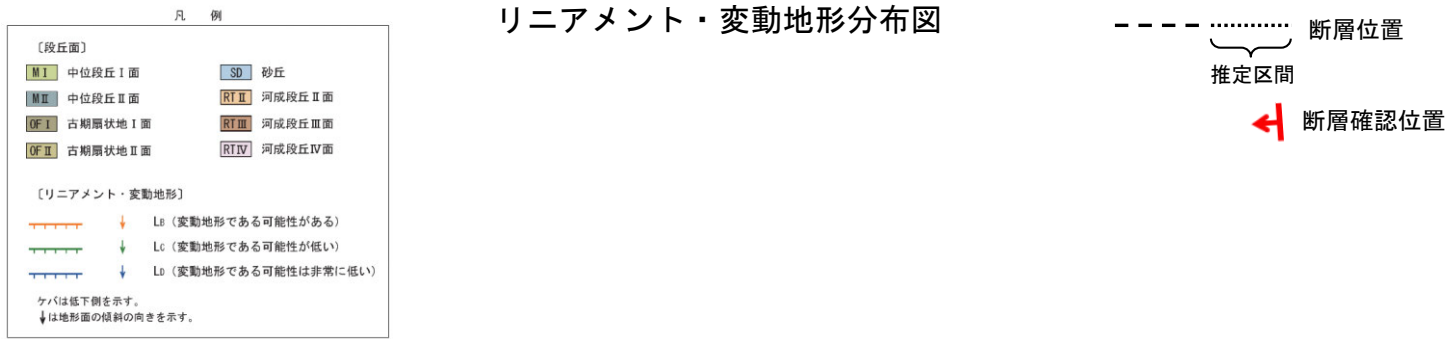 凡 例
リニアメント・変動地形分布図
断層位置
推定区間
断層確認位置
〔段丘面〕
MⅠ 中位段丘Ⅰ面
SD 砂丘
MⅡ 中位段丘Ⅱ面
RTⅡ 河成段丘Ⅱ面
OFⅠ 古期扇状地Ⅰ面
RTⅢ 河成段丘Ⅲ面
OFⅡ 古期扇状地Ⅱ面
RTⅣ 河成段丘Ⅳ面
〔リニアメント・変動地形〕
LB（変動地形である可能性がある）
LC（変動地形である可能性が低い）
LD（変動地形である可能性は非常に低い）
ケバは低下側を示す。
↓は地形面の傾斜の向きを示す。